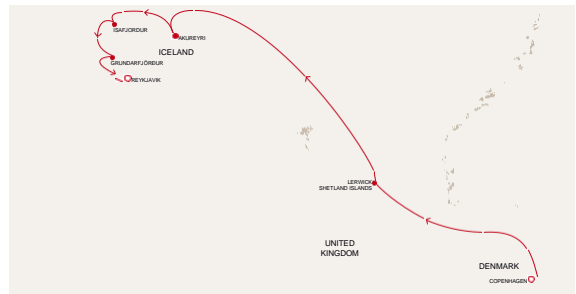 ISAFJORDUR
AKUREYRI
ICELAND
GRUNDARFJÖRDUR
REYKJAVIK
LERWICK
SHETLAND ISLANDS
UNITED
KINGDOM
DENMARK
COPENHAGEN